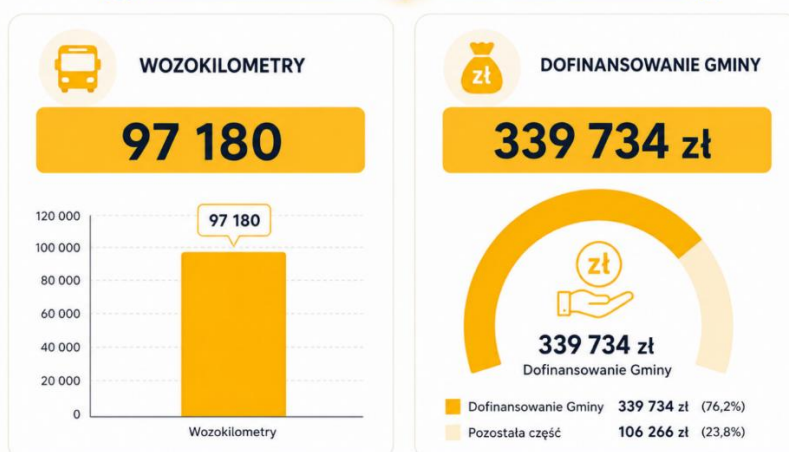 WOZOKILOMETRY
97 180
120 000
100 000
80 000
60 000
40 000
20 000
0
97 180
Wozokilometry
zł
DOFINANSOWANIE GMINY
339 734 zł
zł
339 734 zł
Dofinansowanie Gminy
Dofinansowanie Gminy 339 734 zł (76,2%)
Pozostała część 106 266 zł (23,8%)